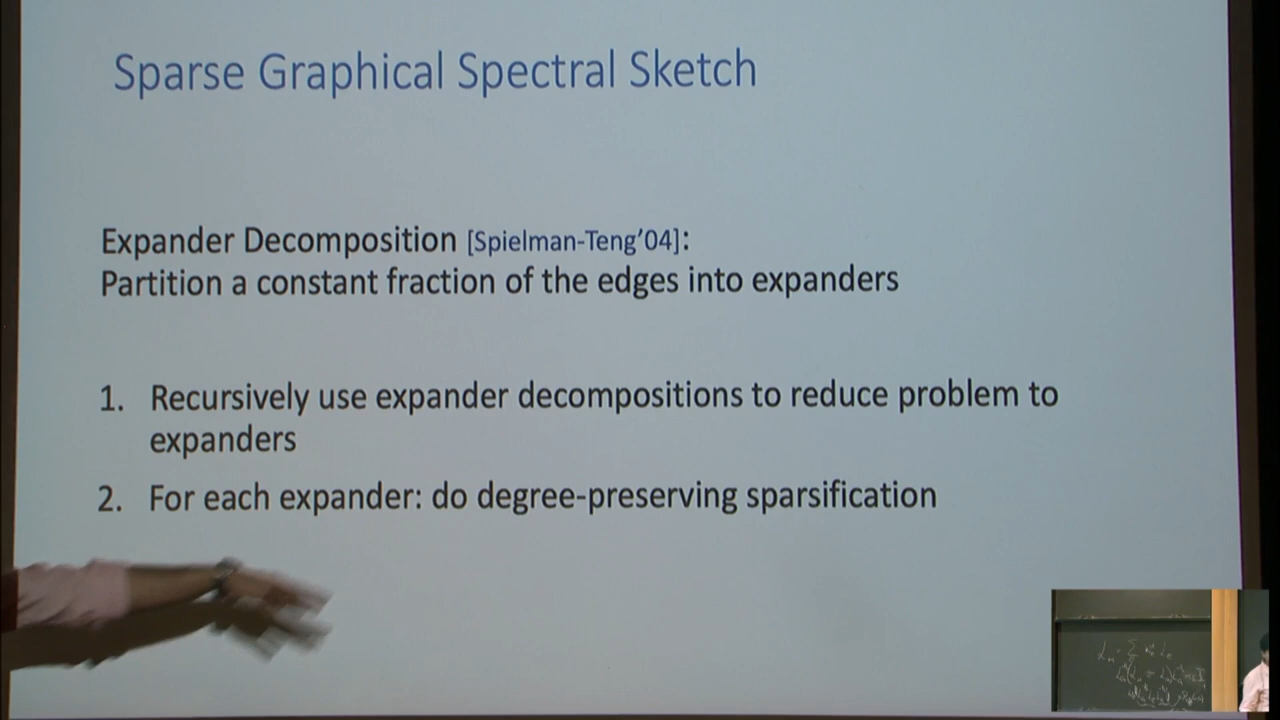 Sparse Graphical Spectral Sketch
Expander Decomposition [Spielman-Teng'04]:
Partition a constant fraction of the edges into expanders
1. Recursively use expander decompositions to reduce problem to
expanders
2. For each expander: do degree-preserving sparsification